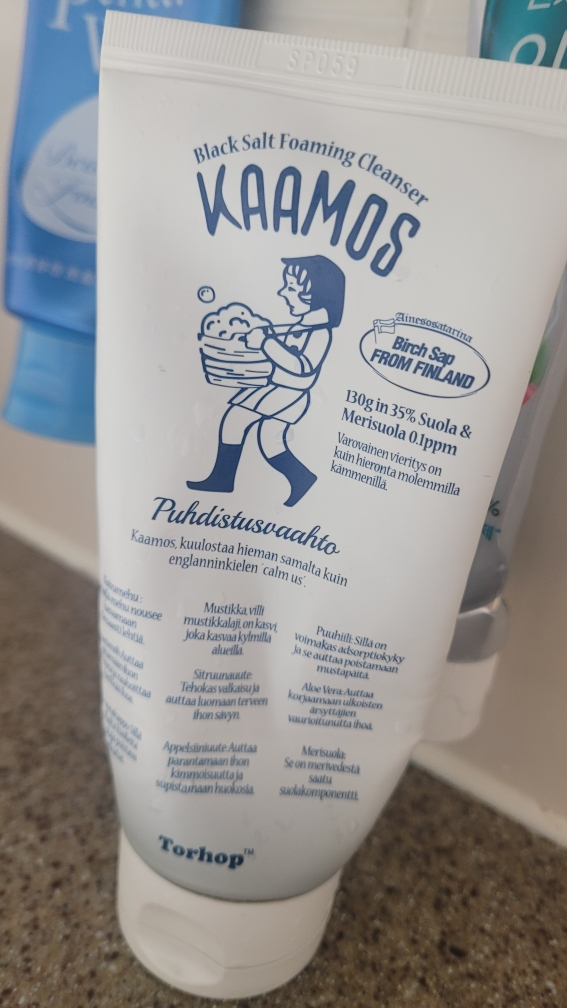 SP059
Black Salt Foaming Cleanser
KAAMOS
Ainesosatarina
Birch Sap
FROM FINLAND
130g in 35% Suola &
Merisuola 0.1ppm
Varovainen vieritys on
kuin hieronta molemmilla
kämmenillä.
Puhdistusvaahto
Kaamos, kuulostaa hieman samalta kuin
englanninkielen 'calm us'.
nousee
Auttaa
Mustikka, villi
mustikkalaji, on kasvi,
joka kasvaa kylmillä
alueilla.
Sitruunauute:
Tehokas valkaisu ja
auttaa luomaan terveen
ihon sävyn.
Appelsiiniuute: Auttaa
parantamaan ihon
kimmoisuutta ja
supistamaan huokosia.
Puuhiili: Sillä on
voimakas adsorptiokyky
ja se auttaa poistamaan
mustapäitä.
Aloe Vera: Auttaa
korjaamaan ulkoisten
ärsyttäjien
vaurioitunutta ihoa.
Merisuola:
Se on merivedestä
saatu
suolakomponentti.
Torhop™